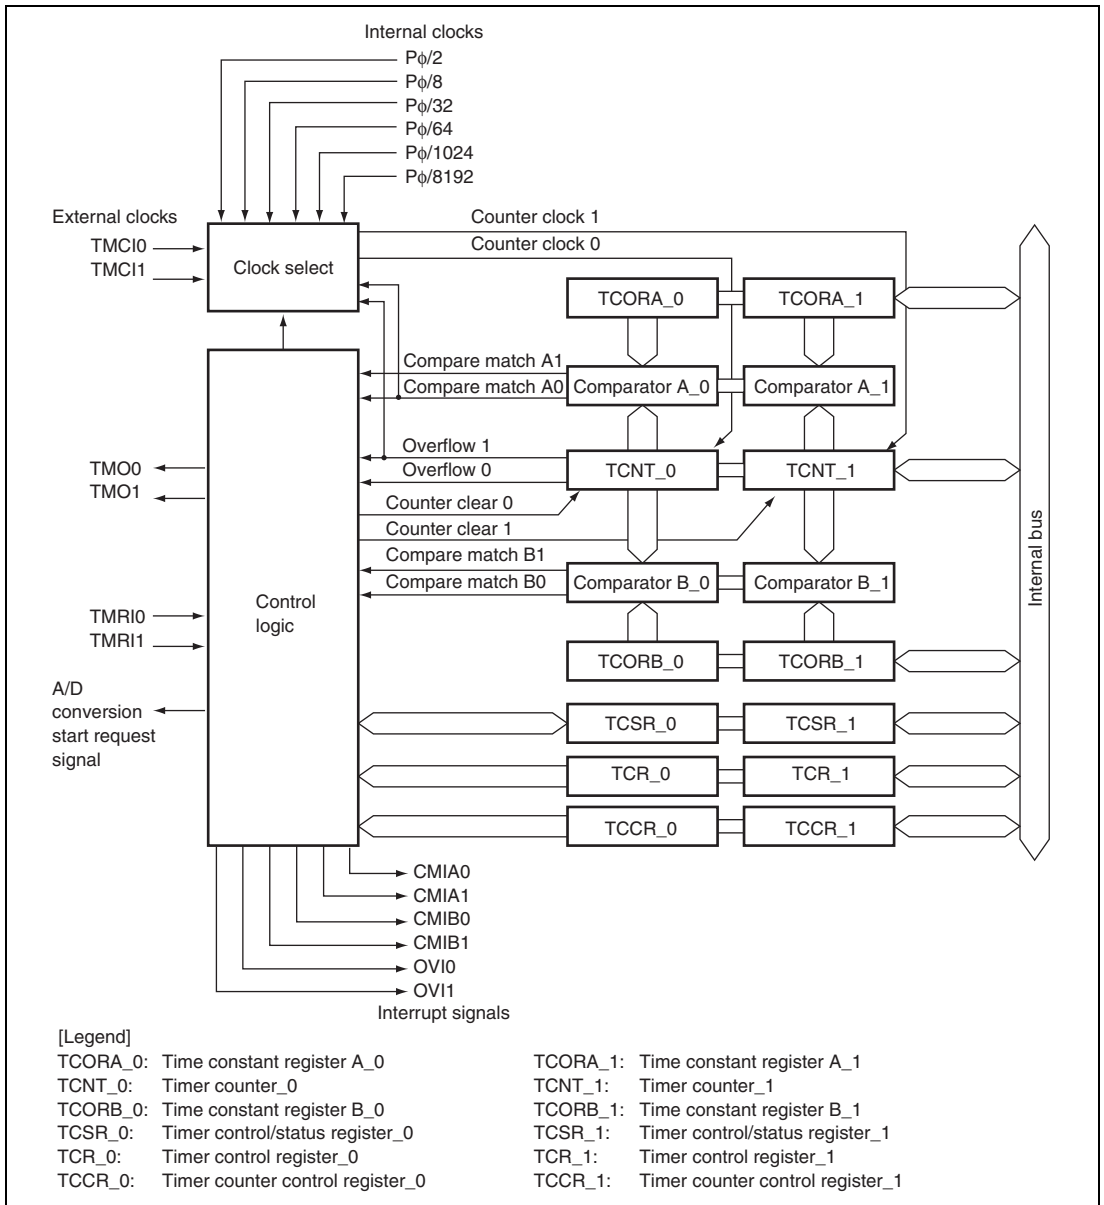 Internal clocks
Pϕ/2
Pϕ/8
Pϕ/32
Pϕ/64
Pϕ/1024
Pϕ/8192
External clocks
TMCI0
TMCI1
Clock select
Counter clock 1
Counter clock 0
TCORA_0
TCORA_1
Compare match A1
Compare match A0
Comparator A_0
Comparator A_1
Overflow 1
Overflow 0
TCNT_0
TCNT_1
TMO0
TMO1
Counter clear 0
Counter clear 1
Compare match B1
Compare match B0
Comparator B_0
Comparator B_1
Internal bus
Control
logic
TMRI0
TMRI1
TCORB_0
TCORB_1
A/D
conversion
start request
signal
TCSR_0
TCSR_1
TCR_0
TCR_1
TCCR_0
TCCR_1
CMIA0
CMIA1
CMIB0
CMIB1
OVI0
OVI1
Interrupt signals
[Legend]
TCORA_0: Time constant register A_0
TCNT_0: Timer counter_0
TCORB_0: Time constant register B_0
TCSR_0: Timer control/status register_0
TCR_0: Timer control register_0
TCCR_0: Timer counter control register_0
TCORA_1: Time constant register A_1
TCNT_1: Timer counter_1
TCORB_1: Time constant register B_1
TCSR_1: Timer control/status register_1
TCR_1: Timer control register_1
TCCR_1: Timer counter control register_1